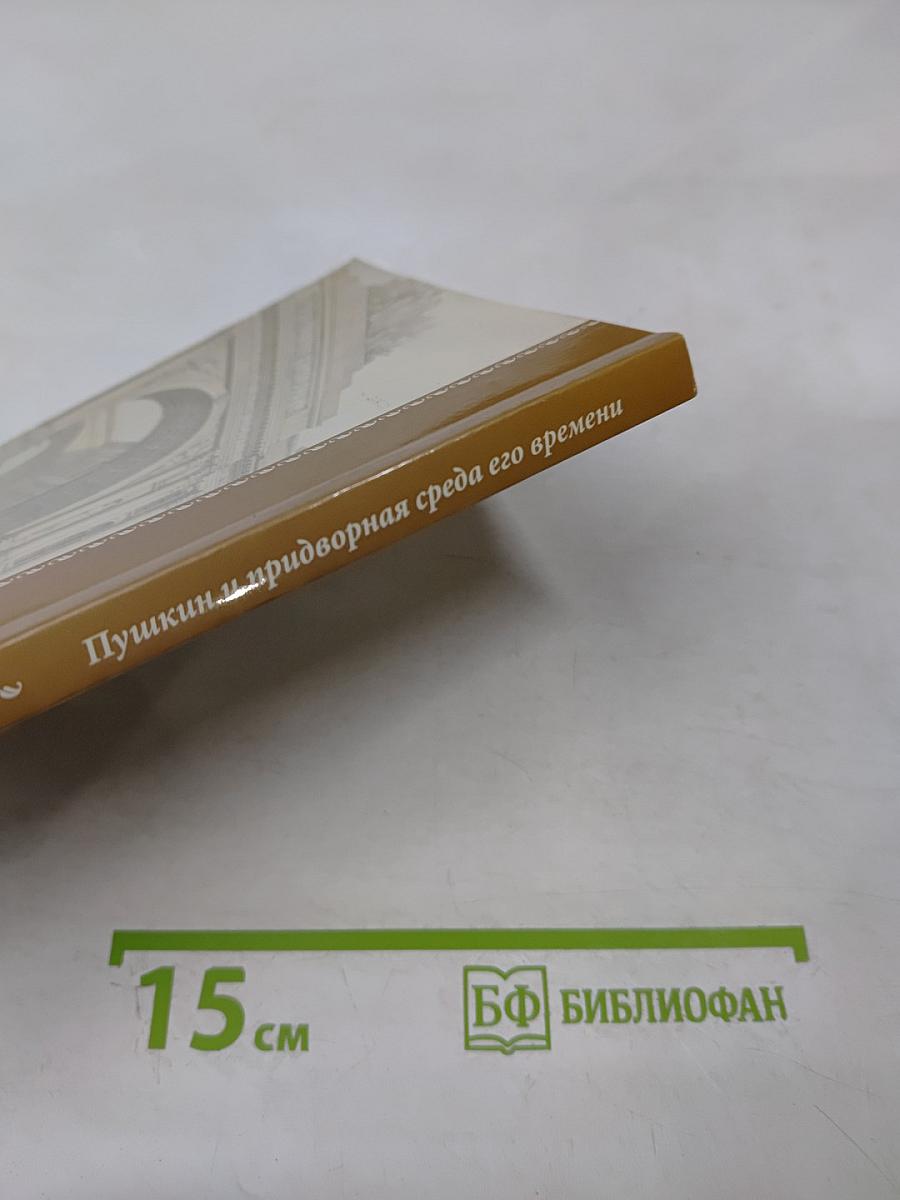 Пушкин и придворная среда его времени
15 см
БФ БИБЛИОФАН